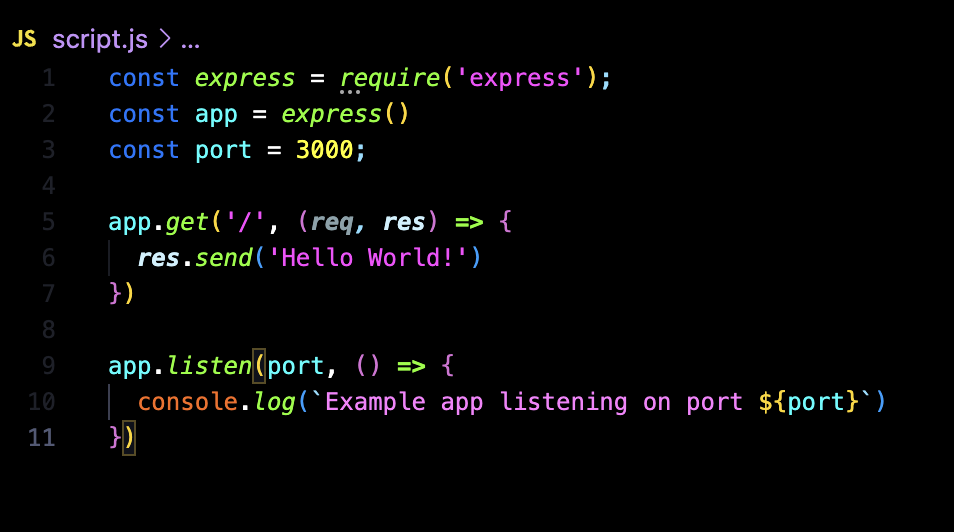 JS script.js > ...
1 const express = require('express');
2 const app = express()
3 const port = 3000;
4
5 app.get('/', (req, res) => {
6   res.send('Hello World!')
7 })
8
9 app.listen(port, () => {
10   console.log(`Example app listening on port ${port}`)
11 })